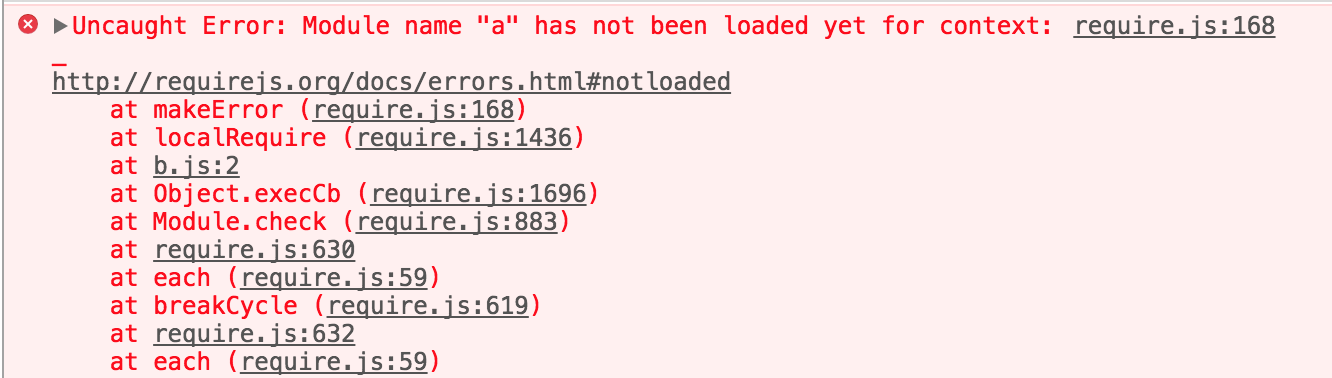 Uncaught Error: Module name "a" has not been loaded yet for context: require.js:168
_
http://requirejs.org/docs/errors.html#notloaded
at makeError (require.js:168)
at localRequire (require.js:1436)
at b.js:2
at Object.execCb (require.js:1696)
at Module.check (require.js:883)
at require.js:630
at each (require.js:59)
at breakCycle (require.js:619)
at require.js:632
at each (require.js:59)